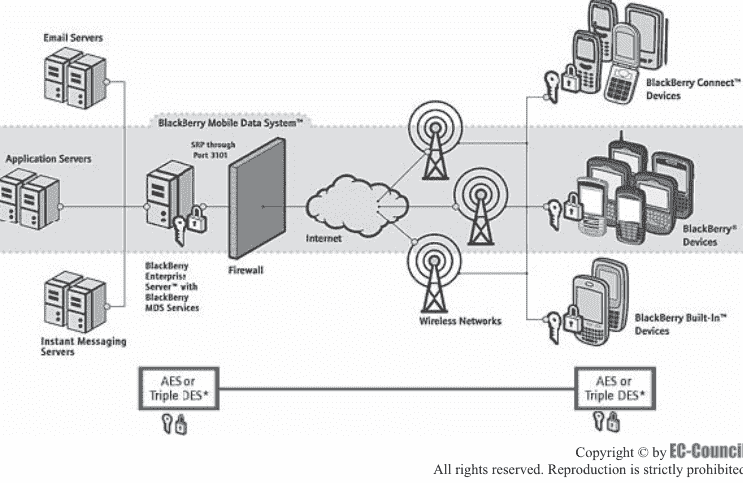 Email Servers
BlackBerry Connect™
Devices
BlackBerry Mobile Data System™
SRP through
Port 3101
Application Servers
Internet
BlackBerry®
Devices
BlackBerry
Enterprise
Server™ with
BlackBerry
MDS Services
Firewall
Wireless Networks
BlackBerry Built-In™
Devices
Instant Messaging
Servers
AES or
Triple DES*
AES or
Triple DES*
Copyright © by EC-Council
All rights reserved. Reproduction is strictly prohibited